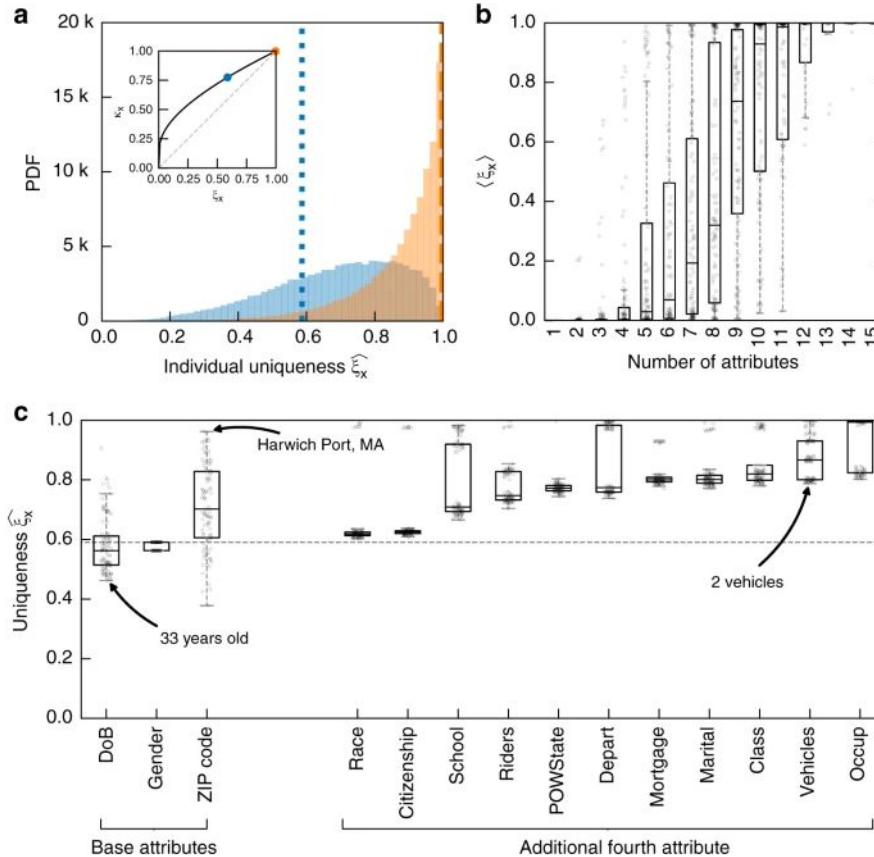 a
20 k
15 k
10 k
5 k
0
PDF
0.0 0.2 0.4 0.6 0.8 1.0
Individual uniqueness ξ̂ₓ
1.00
0.75
0.50
0.25
0.00
κₓ
0.00 0.25 0.50 0.75 1.00
ξₓ
b
1.0
0.8
0.6
0.4
0.2
0.0
⟨ξₓ⟩
1 2 3 4 5 6 7 8 9 10 11 12 13 14 15
Number of attributes
c
1.0
0.8
0.6
0.4
0.2
0.0
Uniqueness ξ̂ₓ
Harwich Port, MA
33 years old
2 vehicles
DoB
Gender
ZIP code
Race
Citizenship
School
Riders
POWState
Depart
Mortgage
Marital
Class
Vehicles
Occup
Base attributes
Additional fourth attribute